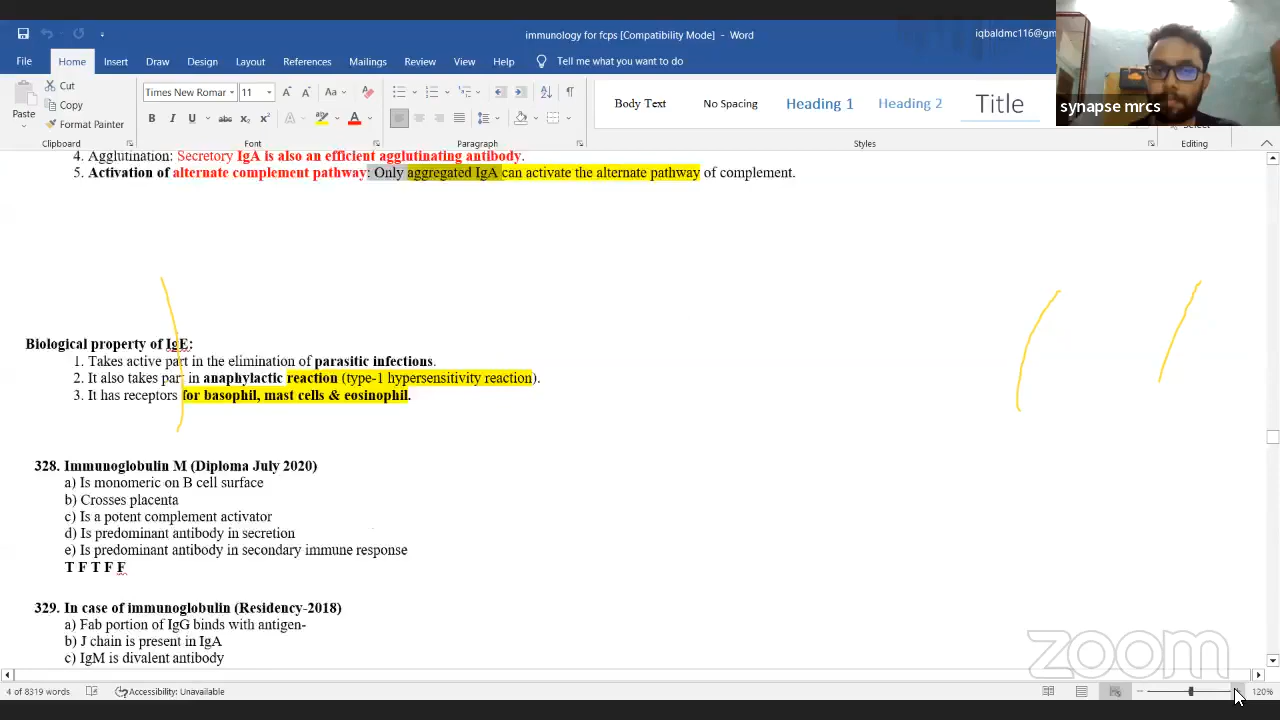 immunology for fcps [Compatibility Mode] - Word
iqbaldmc116@gm
File Home Insert Draw Design Layout References Mailings Review View Help Tell me what you want to do
Paste
Cut
Copy
Format Painter
Clipboard
Times New Romar 11
Aa
B I U abc x₂ x² A A
Font
Paragraph
Body Text No Spacing Heading 1 Heading 2 Title
Styles
Editing
synapse mrcs
4. Agglutination: Secretory IgA is also an efficient agglutinating antibody.
5. Activation of alternate complement pathway: Only aggregated IgA can activate the alternate pathway of complement.
Biological property of IgE:
1. Takes active part in the elimination of parasitic infections.
2. It also takes part in anaphylactic reaction (type-1 hypersensitivity reaction).
3. It has receptors for basophil, mast cells & eosinophil.
328. Immunoglobulin M (Diploma July 2020)
a) Is monomeric on B cell surface
b) Crosses placenta
c) Is a potent complement activator
d) Is predominant antibody in secretion
e) Is predominant antibody in secondary immune response
T F T F F
329. In case of immunoglobulin (Residency-2018)
a) Fab portion of IgG binds with antigen-
b) J chain is present in IgA
c) IgM is divalent antibody
zoom
4 of 8319 words Accessibility: Unavailable
120%